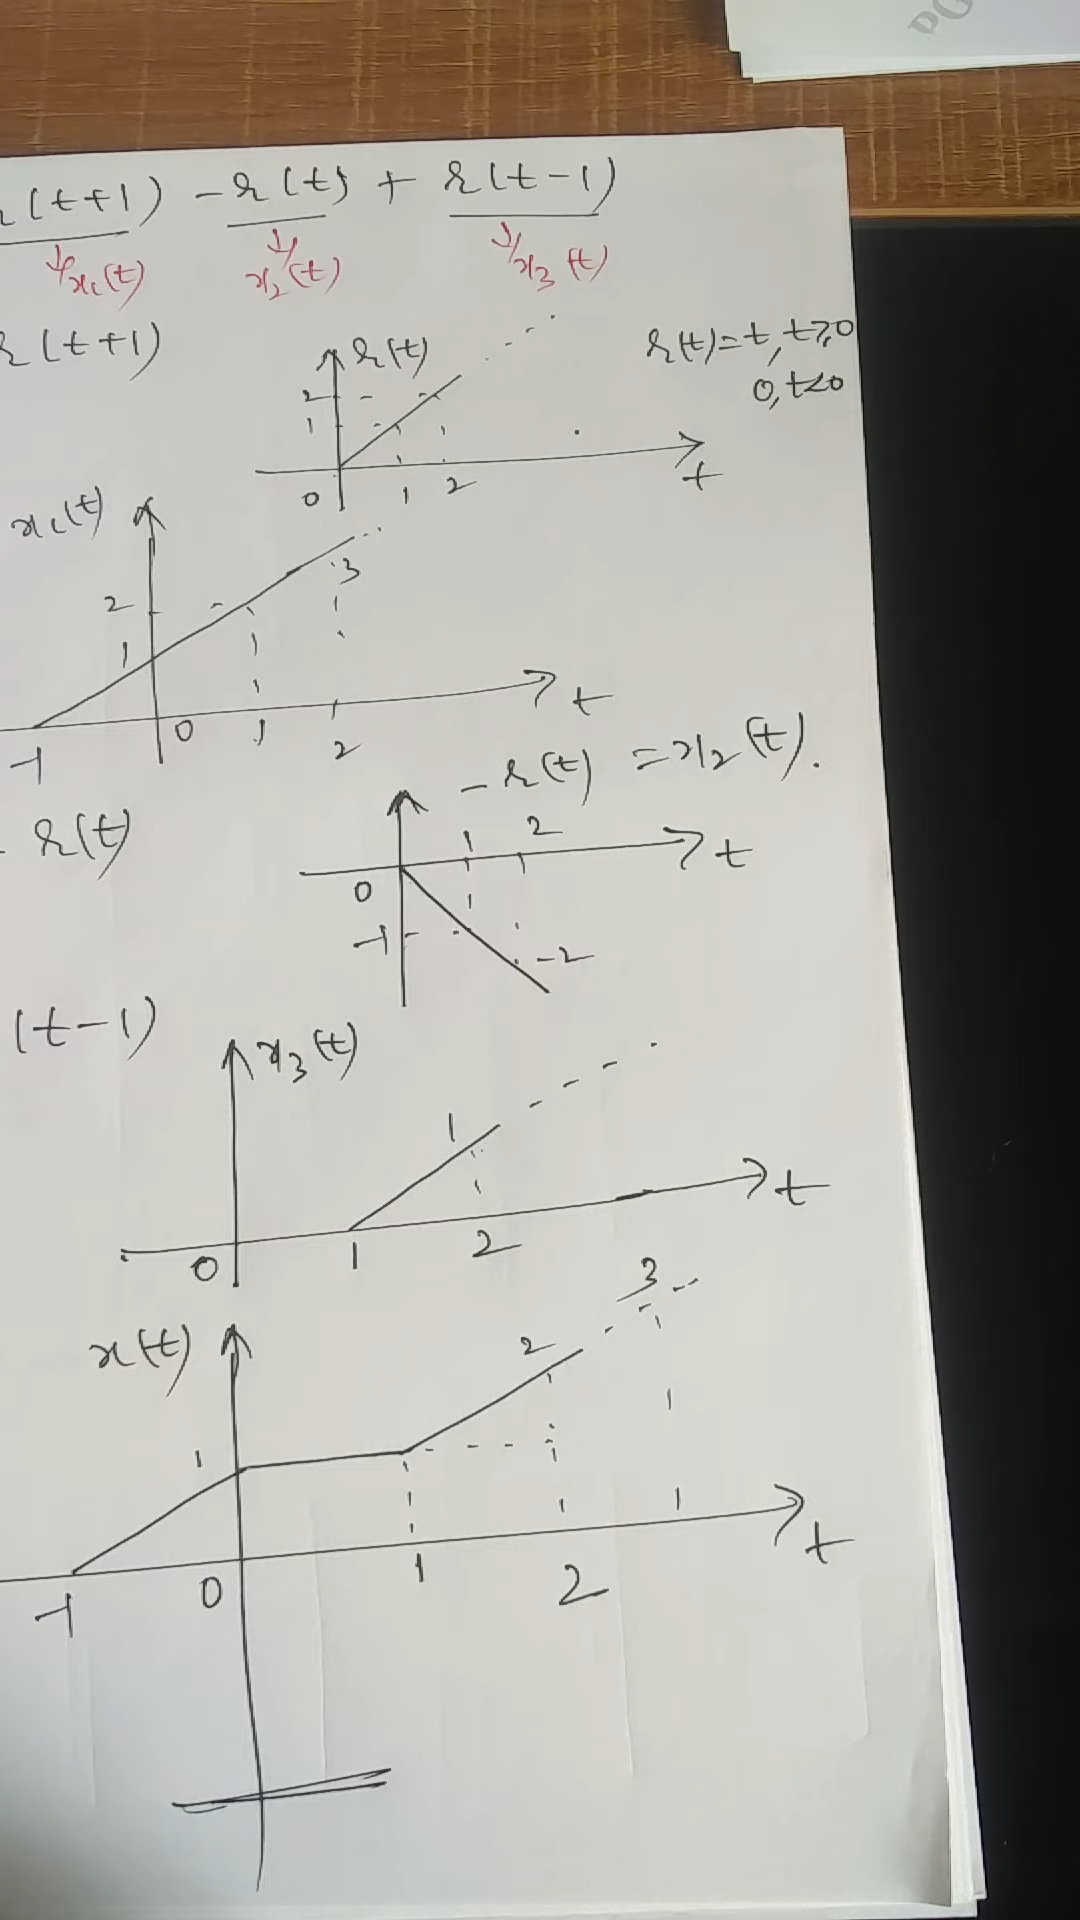 r(t+1) - r(t) + r(t-1)
x₁(t) x₂(t) x₃(t)
r(t+1)
r(t)
r(t)=t, t≥0
0, t<0
2
1
0 1 2 t
x₁(t)
3
2
1
-1 0 1 2 t
-r(t) = x₂(t).
- r(t)
1 2 t
0
-1
-2
(t-1)
x₃(t)
1
0 1 2 t
x(t)
3
2
1
-1 0 1 2 t